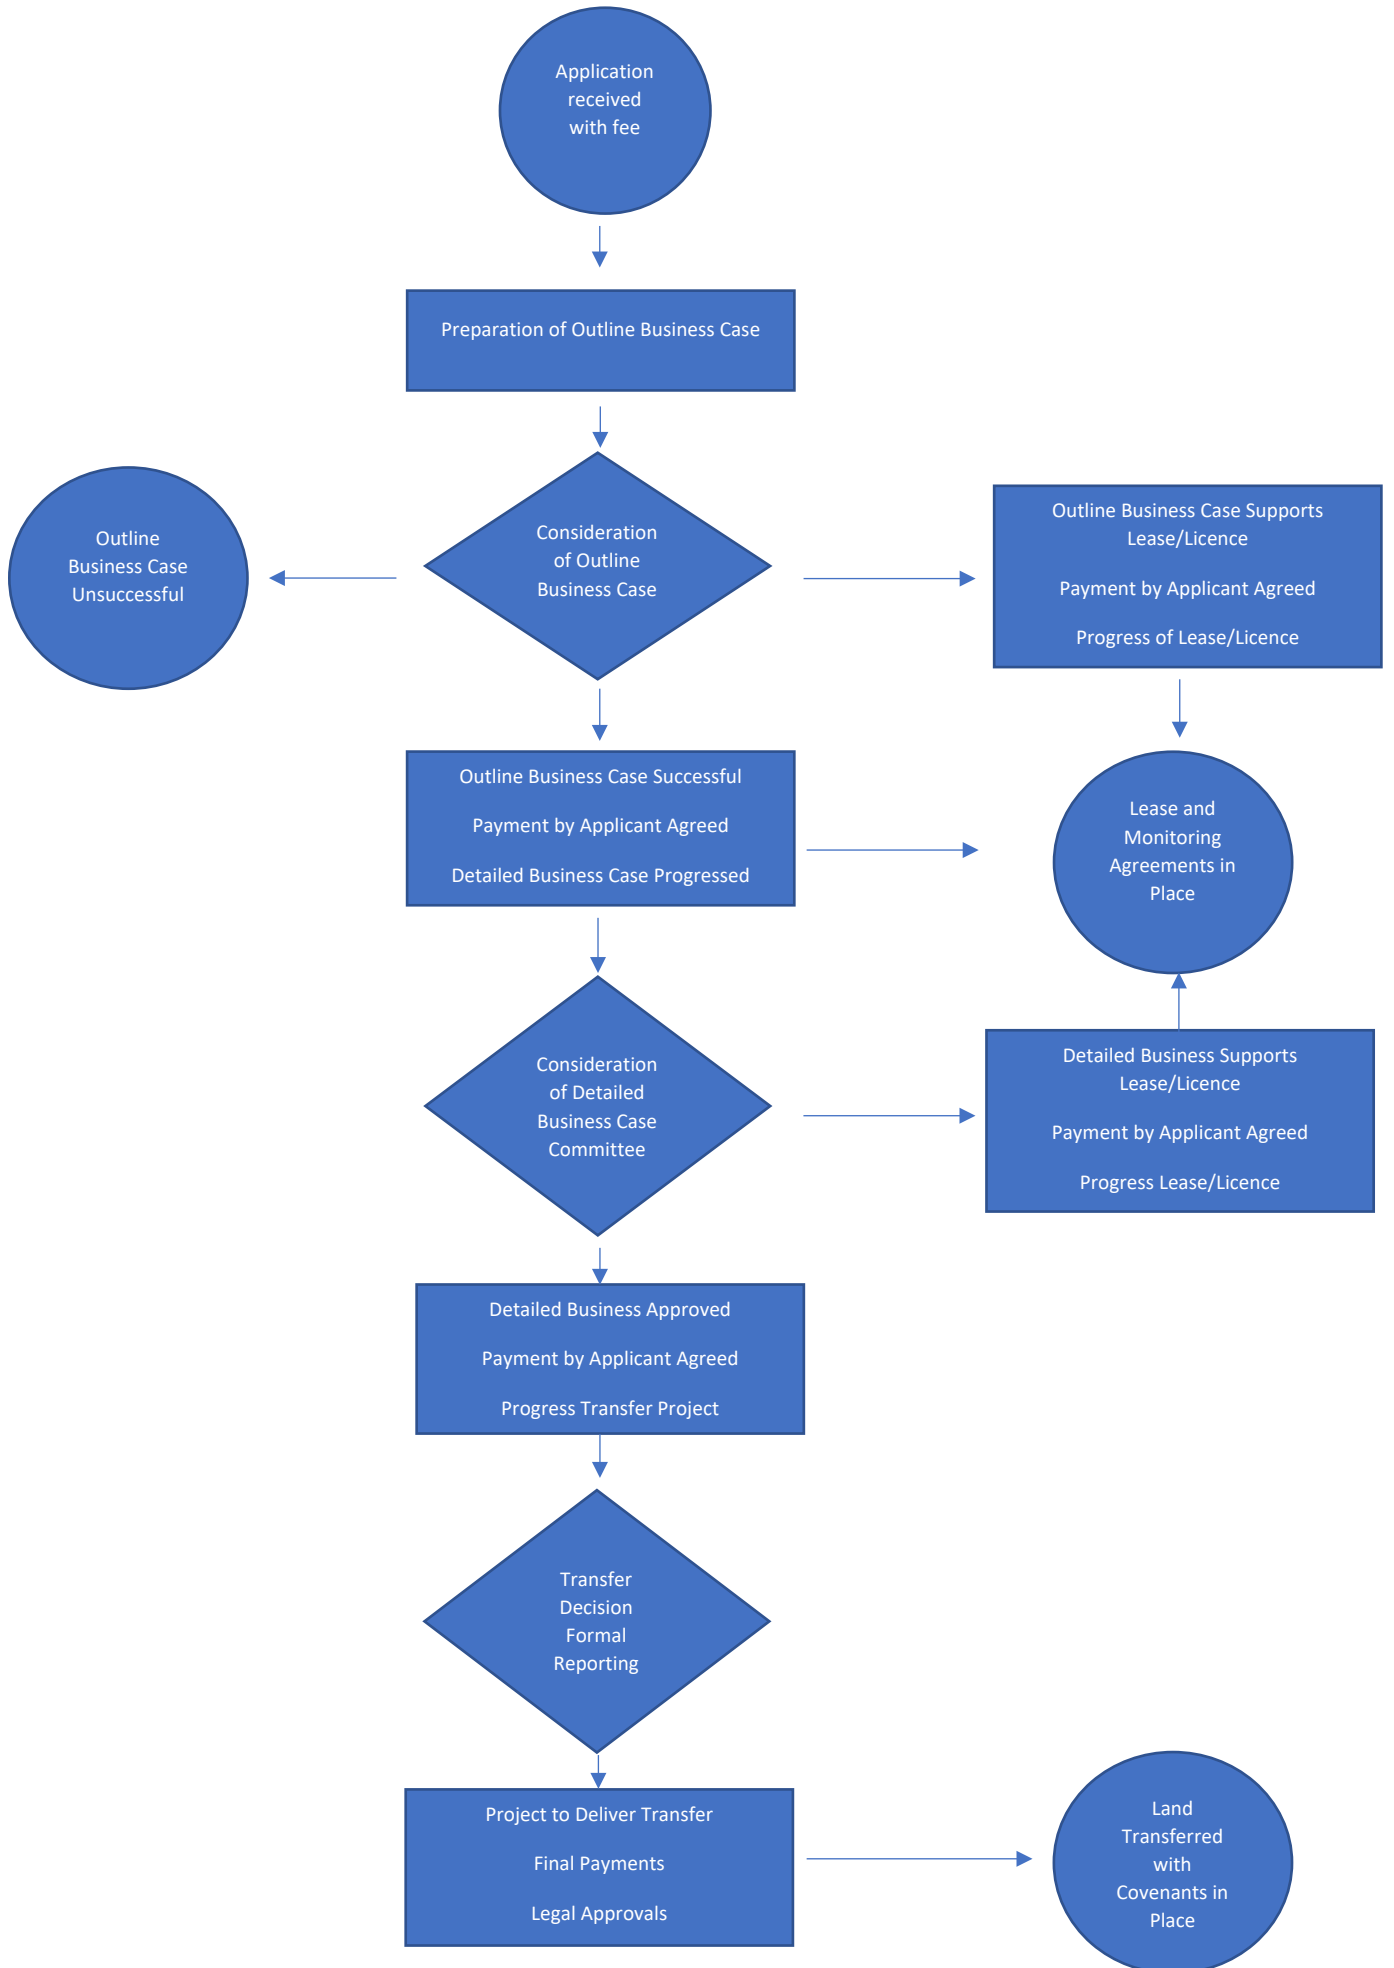 Application
received
with fee
Preparation of Outline Business Case
Outline
Business Case
Unsuccessful
Consideration
of Outline
Business Case
Outline Business Case Supports
Lease/Licence
Payment by Applicant Agreed
Progress of Lease/Licence
Outline Business Case Successful
Payment by Applicant Agreed
Detailed Business Case Progressed
Lease and
Monitoring
Agreements in
Place
Consideration
of Detailed
Business Case
Committee
Detailed Business Supports
Lease/Licence
Payment by Applicant Agreed
Progress Lease/Licence
Detailed Business Approved
Payment by Applicant Agreed
Progress Transfer Project
Transfer
Decision
Formal
Reporting
Project to Deliver Transfer
Final Payments
Legal Approvals
Land
Transferred
with
Covenants in
Place